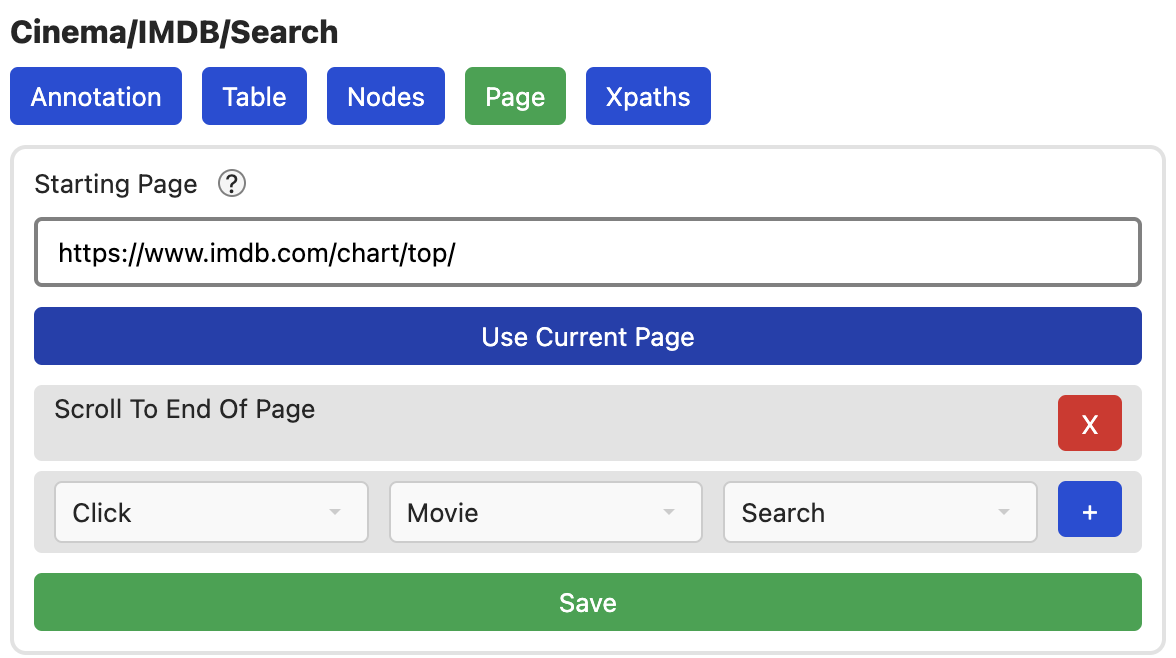 Cinema/IMDB/Search
Annotation Table Nodes Page Xpaths
Starting Page ?
https://www.imdb.com/chart/top/
Use Current Page
Scroll To End Of Page X
Click Movie Search +
Save